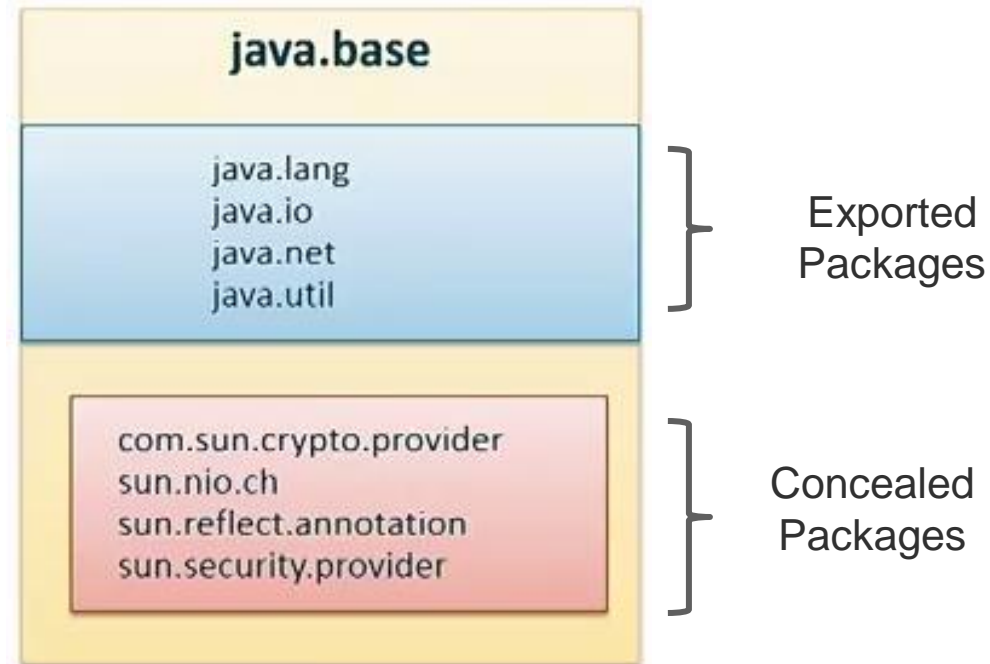 java.base
java.lang
java.io
java.net
java.util
Exported
Packages
com.sun.crypto.provider
sun.nio.ch
sun.reflect.annotation
sun.security.provider
Concealed
Packages